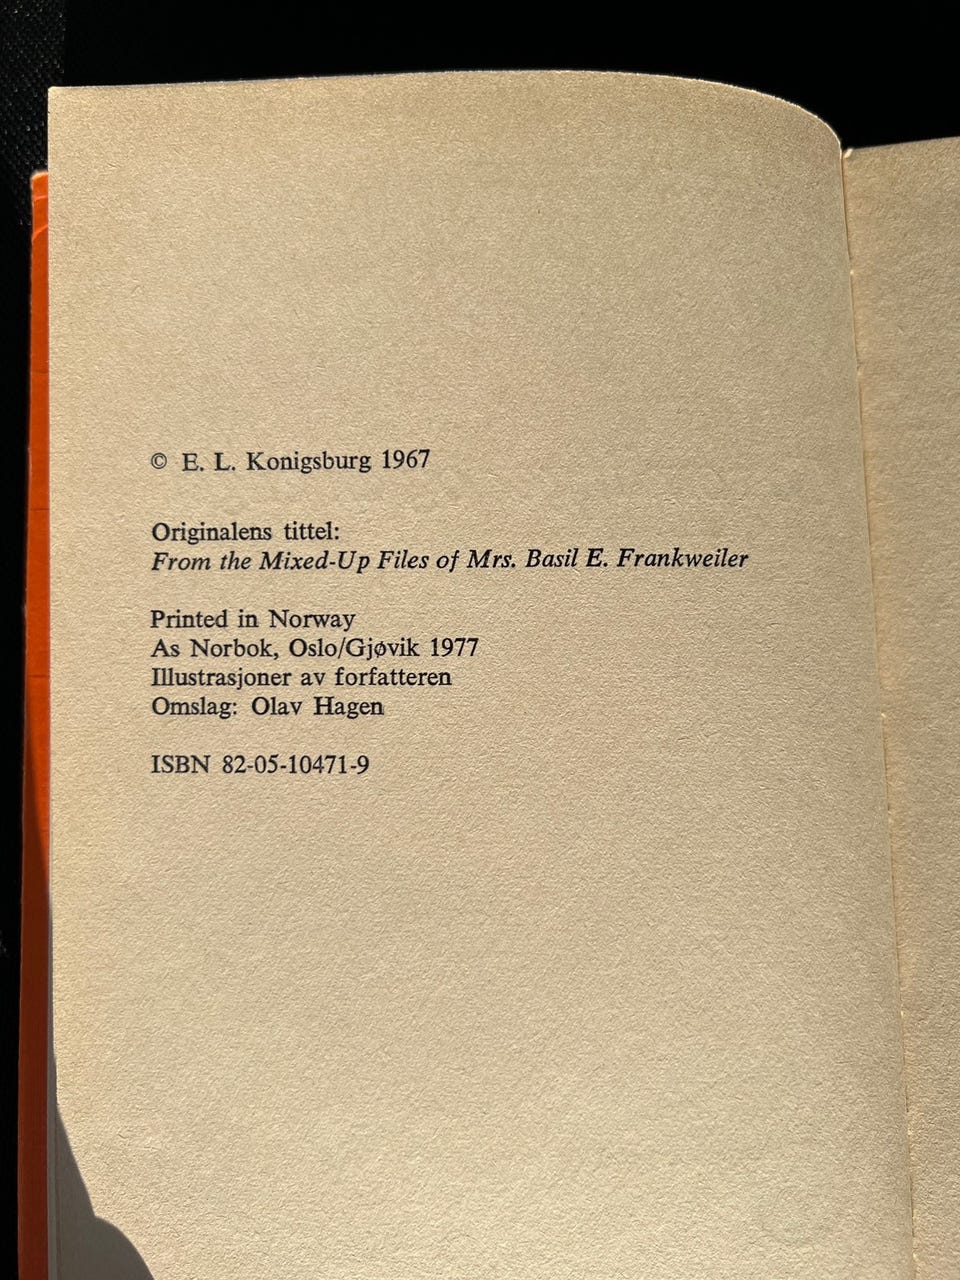 © E. L. Konigsburg 1967
Originalens tittel:
From the Mixed-Up Files of Mrs. Basil E. Frankweiler
Printed in Norway
As Norbok, Oslo/Gjøvik 1977
Illustrasjoner av forfatteren
Omslag: Olav Hagen
ISBN 82-05-10471-9